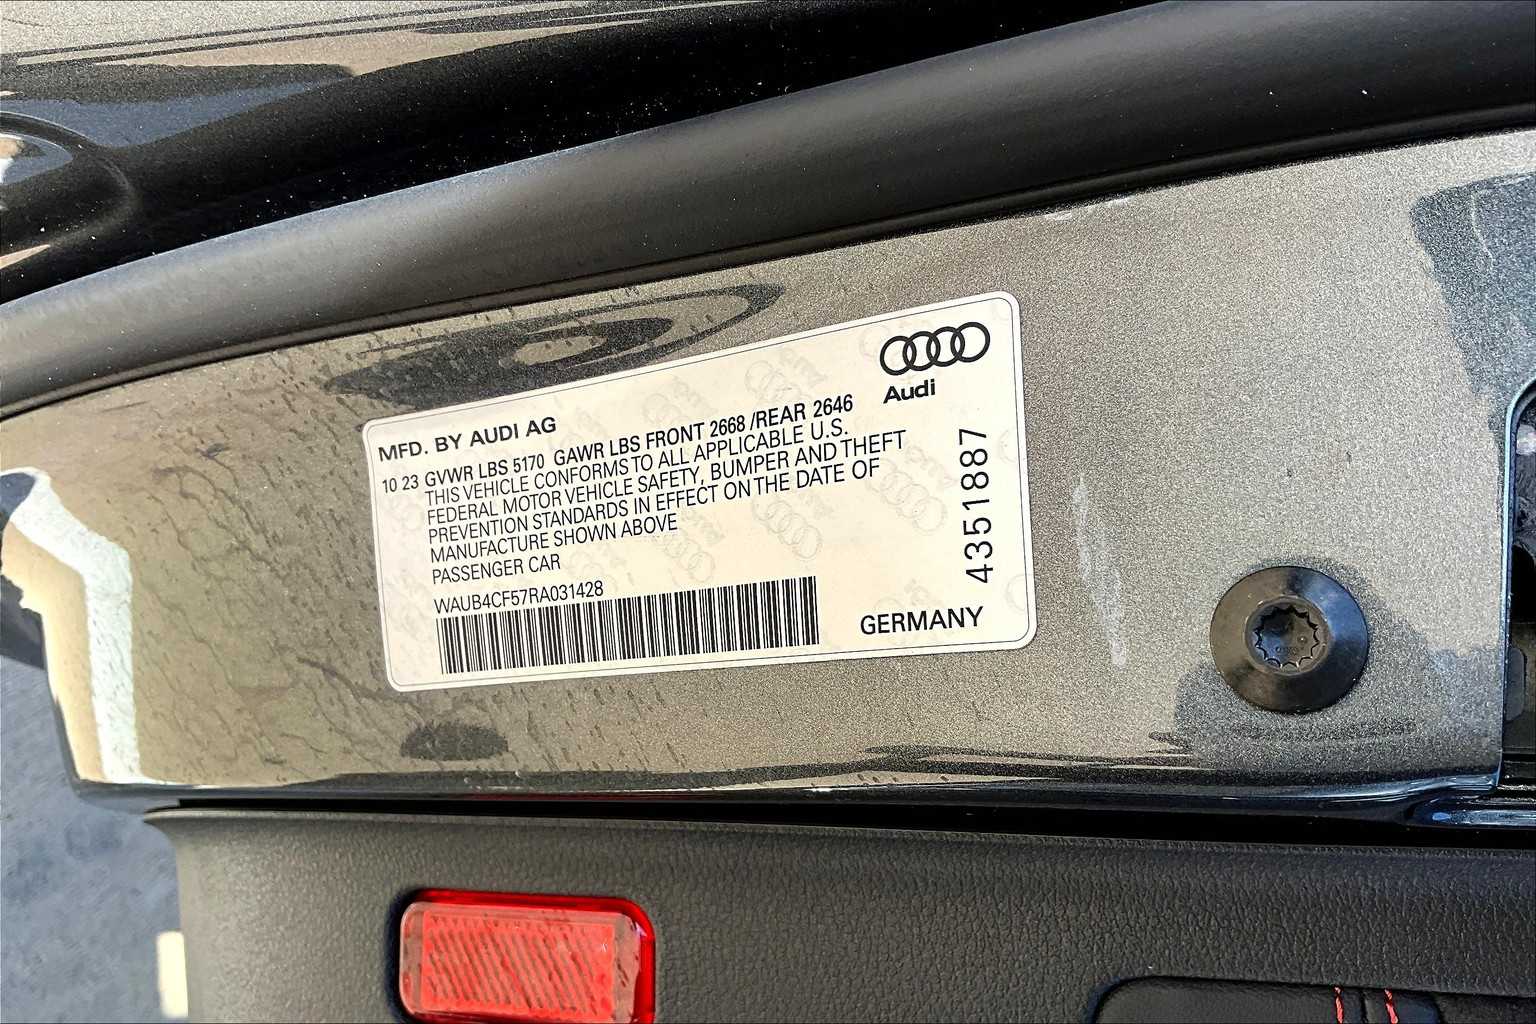 Audi
MFD. BY AUDI AG
10 23 GVWR LBS 5170 GAWR LBS FRONT 2668 /REAR 2646
THIS VEHICLE CONFORMS TO ALL APPLICABLE U.S.
FEDERAL MOTOR VEHICLE SAFETY, BUMPER AND THEFT
PREVENTION STANDARDS IN EFFECT ON THE DATE OF
MANUFACTURE SHOWN ABOVE
PASSENGER CAR
WAUB4CF57RA031428
GERMANY
4351887